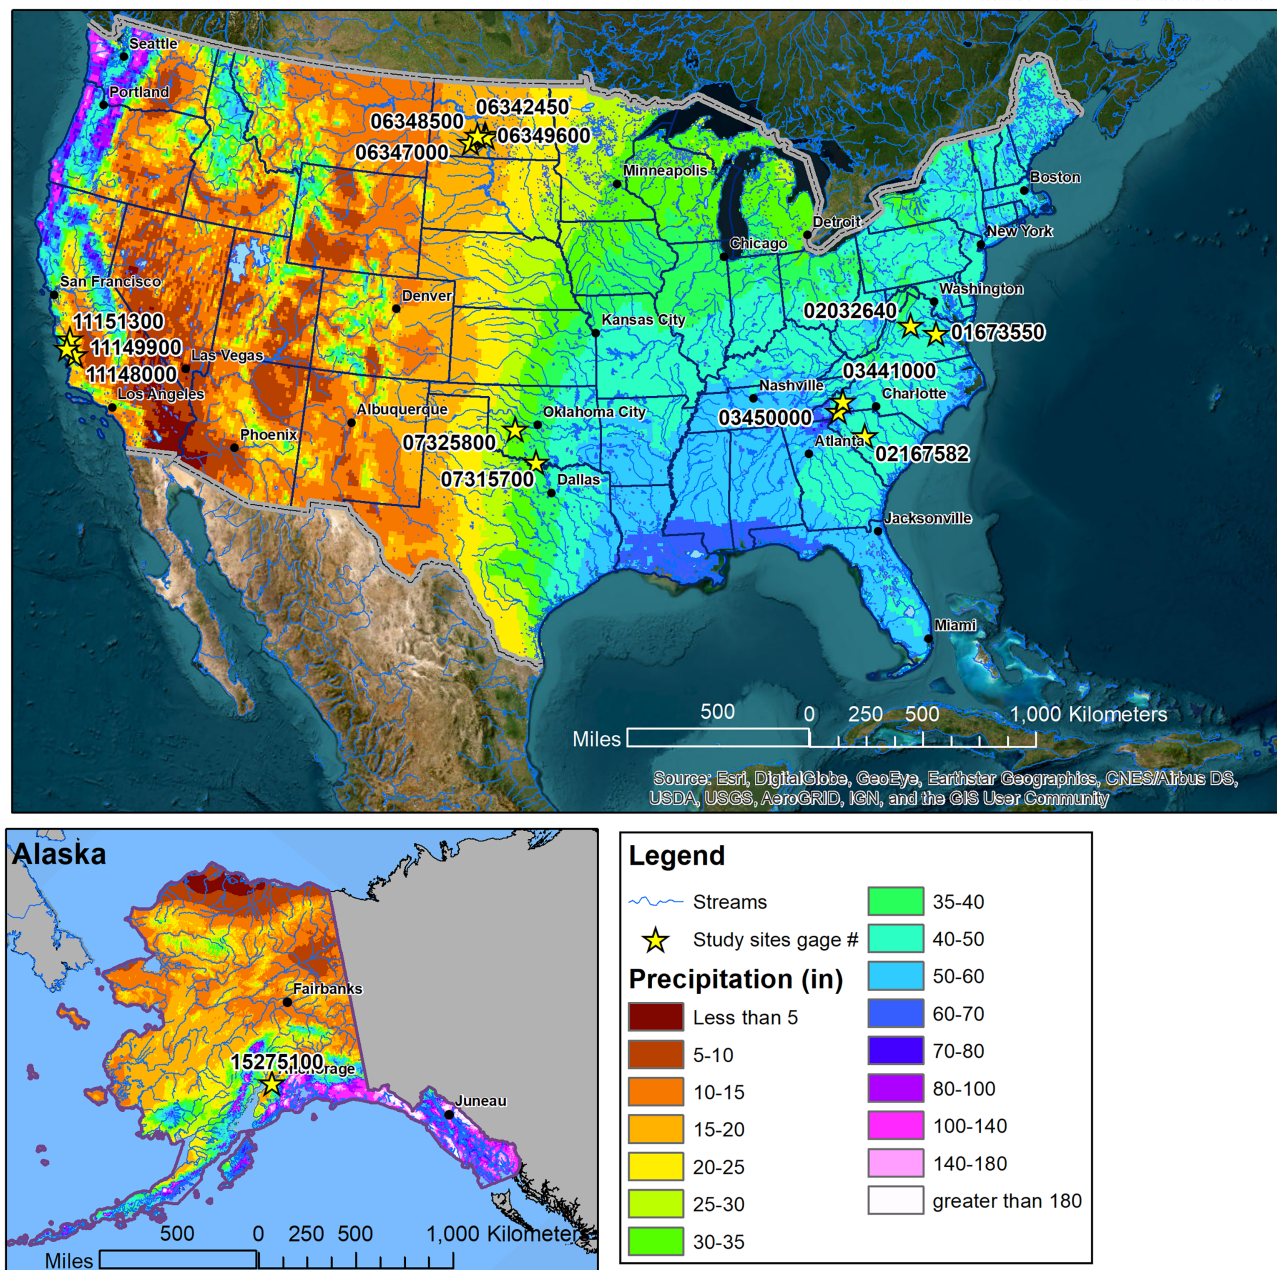 Seattle
Portland
06342450
06348500
06349600
06347000
Minneapolis
Boston
Detroit
New York
Chicago
San Francisco
Denver
Washington
Kansas City
02032640
11151300
01673550
11149900
Las Vegas
11148000
03441000
Nashville
Los Angeles
Charlotte
Albuquerque
Oklahoma City
03450000
Phoenix
07325800
Atlanta
02167582
07315700
Dallas
Jacksonville
Miami
500 0 250 500 1,000 Kilometers
Miles
Source: Esri, DigitalGlobe, GeoEye, Earthstar Geographics, CNES/Airbus DS,
USDA, USGS, AeroGRID, IGN, and the GIS User Community
Alaska
Fairbanks
15275100
Juneau
500 0 250 500 1,000 Kilometers
Miles
Legend
Streams
Study sites gage #
Precipitation (in)
Less than 5
5-10
10-15
15-20
20-25
25-30
30-35
35-40
40-50
50-60
60-70
70-80
80-100
100-140
140-180
greater than 180